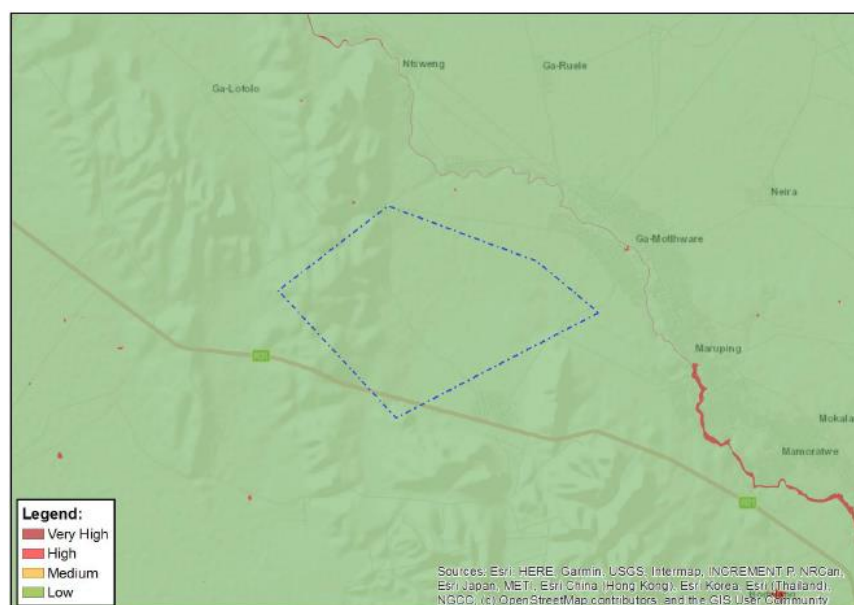 Ntsweng
Ga-Ruele
Ga-Lotolo
Neira
Ga-Motlhware
Maruping
Mokala
Mamoratwe
Legend:
Very High
High
Medium
Low
Sources: Esri, HERE, Garmin, USGS, Intermap, INCREMENT P, NRCan,
Esri Japan, METI, Esri China (Hong Kong), Esri Korea, Esri (Thailand),
NGCC, (c) OpenStreetMap contributors, and the GIS User Community